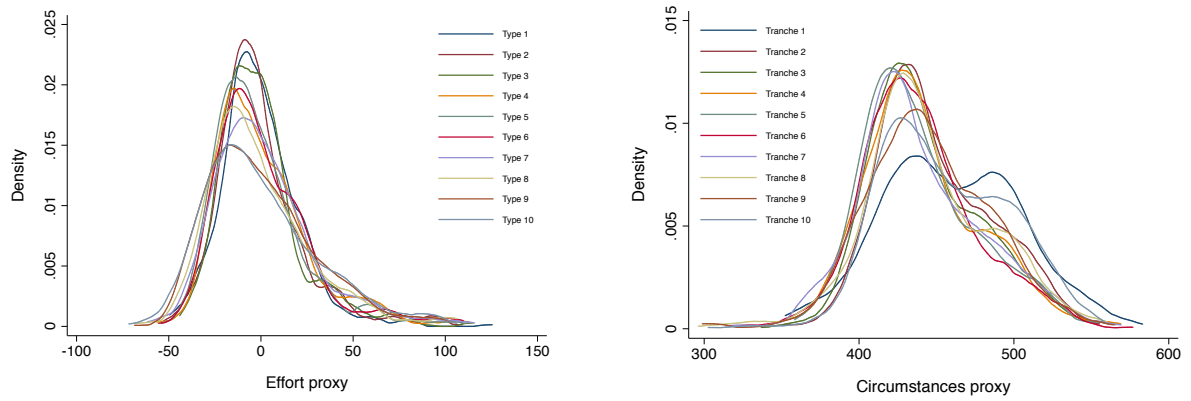 .025
.02
.015
.01
.005
0
Density
-100
-50
0
50
100
150
Effort proxy
Type 1
Type 2
Type 3
Type 4
Type 5
Type 6
Type 7
Type 8
Type 9
Type 10
.015
.01
.005
0
Density
300
400
500
600
Circumstances proxy
Tranche 1
Tranche 2
Tranche 3
Tranche 4
Tranche 5
Tranche 6
Tranche 7
Tranche 8
Tranche 9
Tranche 10